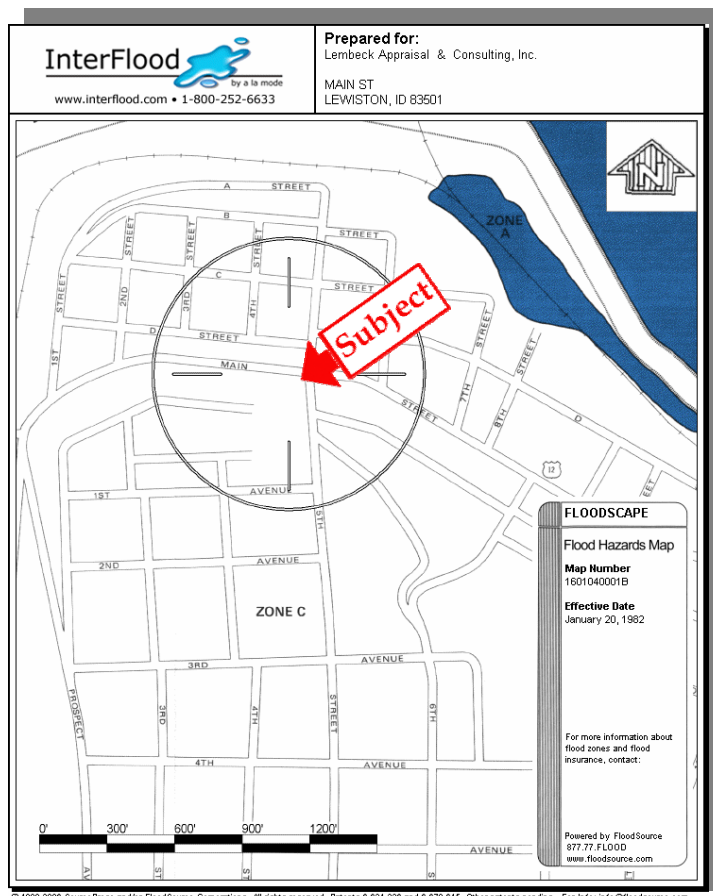 InterFlood
by a la mode
www.interflood.com • 1-800-252-6633
Prepared for:
Lembeck Appraisal & Consulting, Inc.
MAIN ST
LEWISTON, ID 83501
N
A STREET
B
STREET
STREET
STREET
STREET
ZONE
A
STREET
C
STREET
2ND
3RD
4TH
1ST
Subject
D STREET
STREET
STREET
MAIN
STREET
7TH
8TH
D
12
1ST AVENUE
5TH
2ND AVENUE
ZONE C
3RD AVENUE
PROSPECT
3RD
4TH
STREET
6TH
4TH AVENUE
AVENUE
AV
ST
ST
S
FLOODSCAPE
Flood Hazards Map
Map Number
1601040001B
Effective Date
January 20, 1982
For more information about
flood zones and flood
insurance, contact:
Powered by FloodSource
877.77.FLOOD
www.floodsource.com
0' 300' 600' 900' 1200'